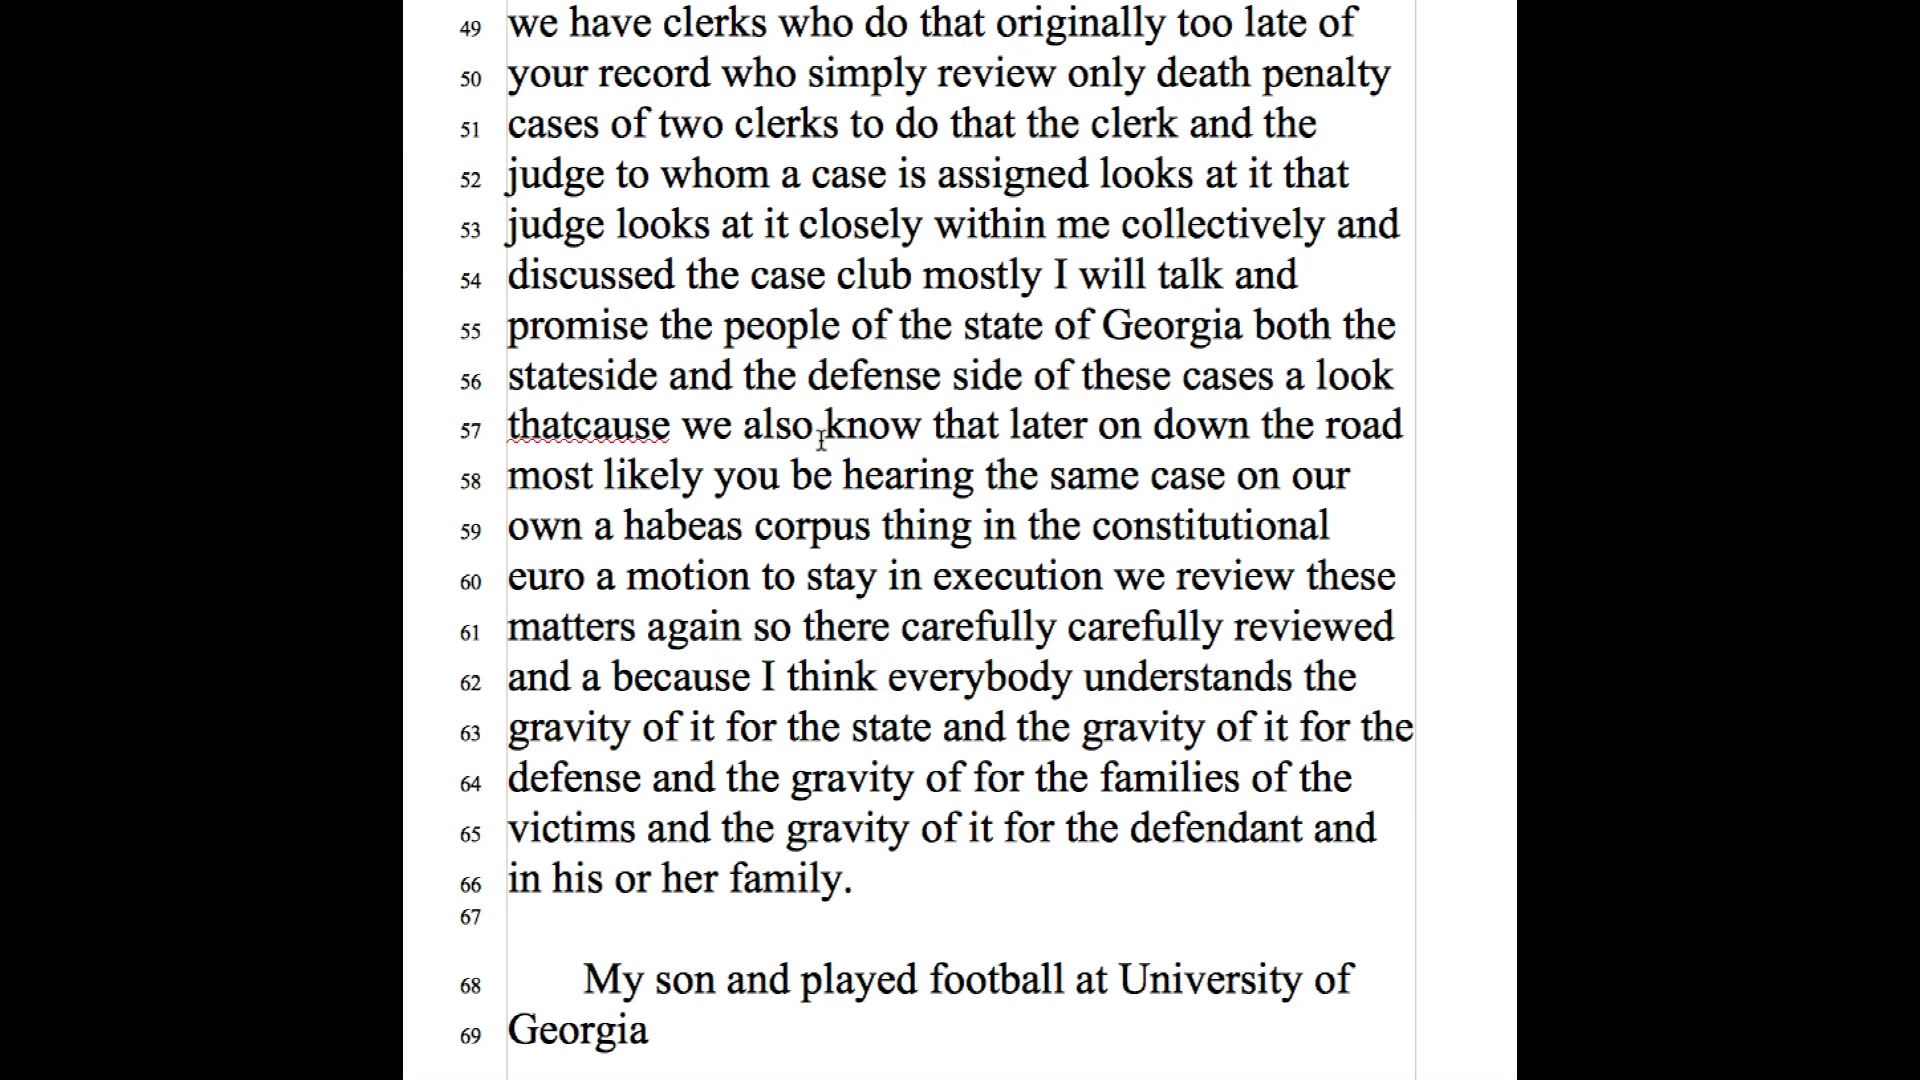 49 we have clerks who do that originally too late of
50 your record who simply review only death penalty
51 cases of two clerks to do that the clerk and the
52 judge to whom a case is assigned looks at it that
53 judge looks at it closely within me collectively and
54 discussed the case club mostly I will talk and
55 promise the people of the state of Georgia both the
56 stateside and the defense side of these cases a look
57 thatcause we also know that later on down the road
58 most likely you be hearing the same case on our
59 own a habeas corpus thing in the constitutional
60 euro a motion to stay in execution we review these
61 matters again so there carefully carefully reviewed
62 and a because I think everybody understands the
63 gravity of it for the state and the gravity of it for the
64 defense and the gravity of for the families of the
65 victims and the gravity of it for the defendant and
66 in his or her family.
67
68 My son and played football at University of
69 Georgia